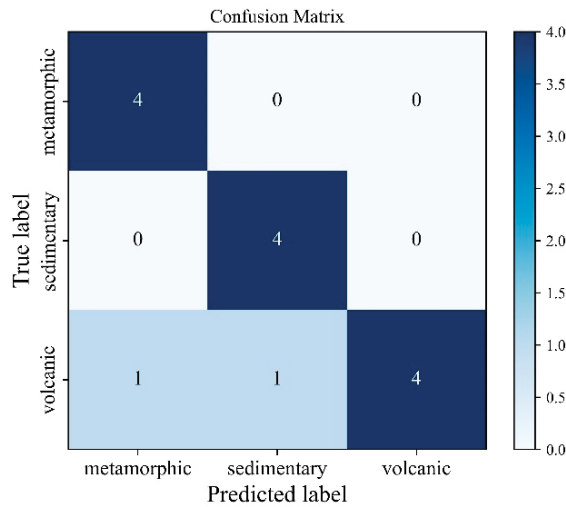 Confusion Matrix
metamorphic 4 0 0
sedimentary 0 4 0
volcanic 1 1 4
True label
metamorphic sedimentary volcanic
Predicted label
4.0
3.5
3.0
2.5
2.0
1.5
1.0
0.5
0.0